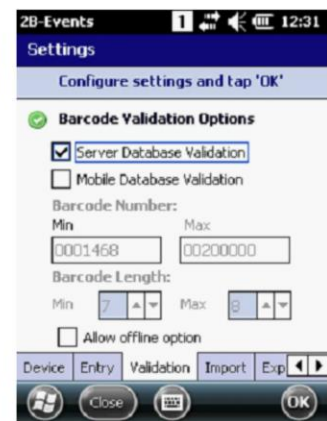 2B-Events 1 12:31
Settings
Configure settings and tap 'OK'
Barcode Validation Options
Server Database Validation
Mobile Database Validation
Barcode Number:
Min Max
0001468 00200000
Barcode Length:
Min 7 Max 8
Allow offline option
Device Entry Validation Import Exp
Close OK